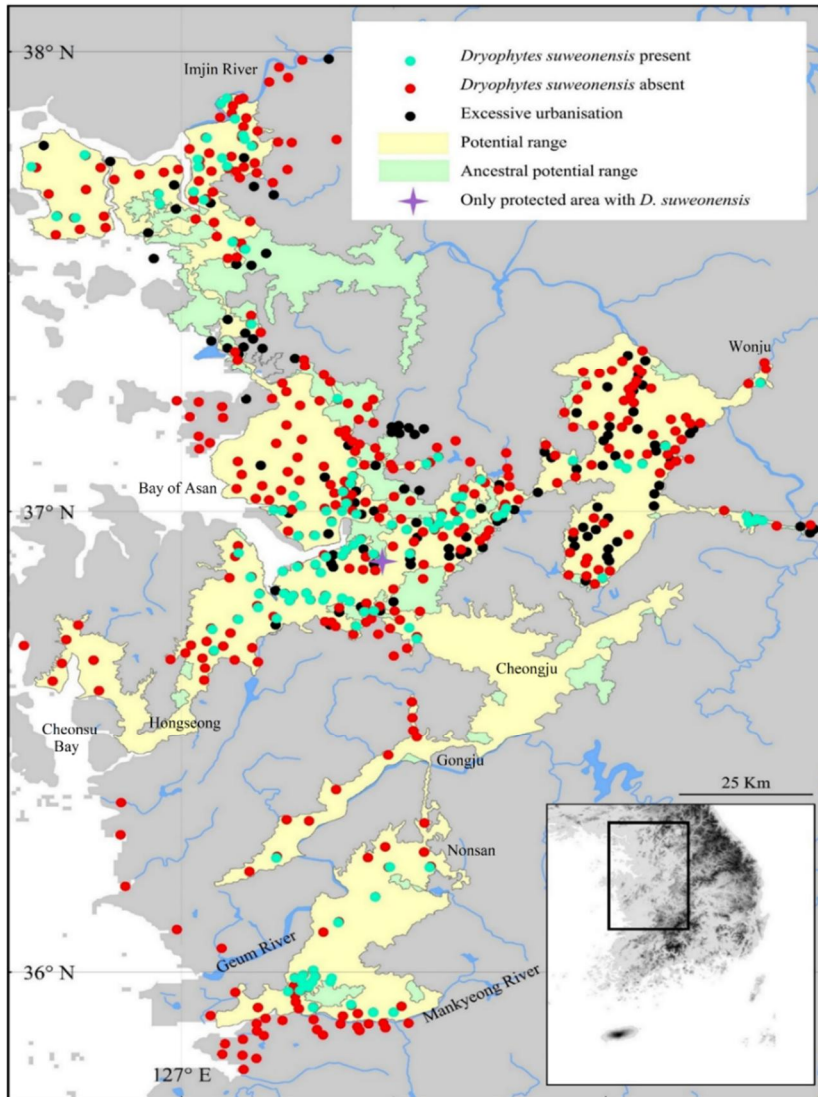 38° N
Imjin River
Dryophytes suweonensis present
Dryophytes suweonensis absent
Excessive urbanisation
Potential range
Ancestral potential range
Only protected area with D. suweonensis
Wonju
Bay of Asan
37° N
Cheongju
Hongseong
Cheonsu
Bay
Gongju
25 Km
Nonsan
Geum River
36° N
Mankyeong River
127° E